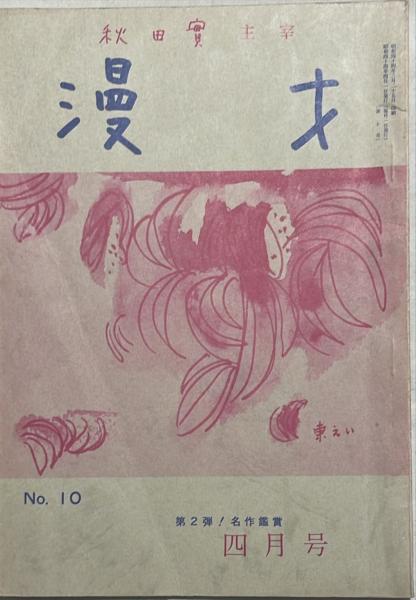 秋田實主宰
漫才
東えい
No. 10
第2弾!名作鑑賞
四月号